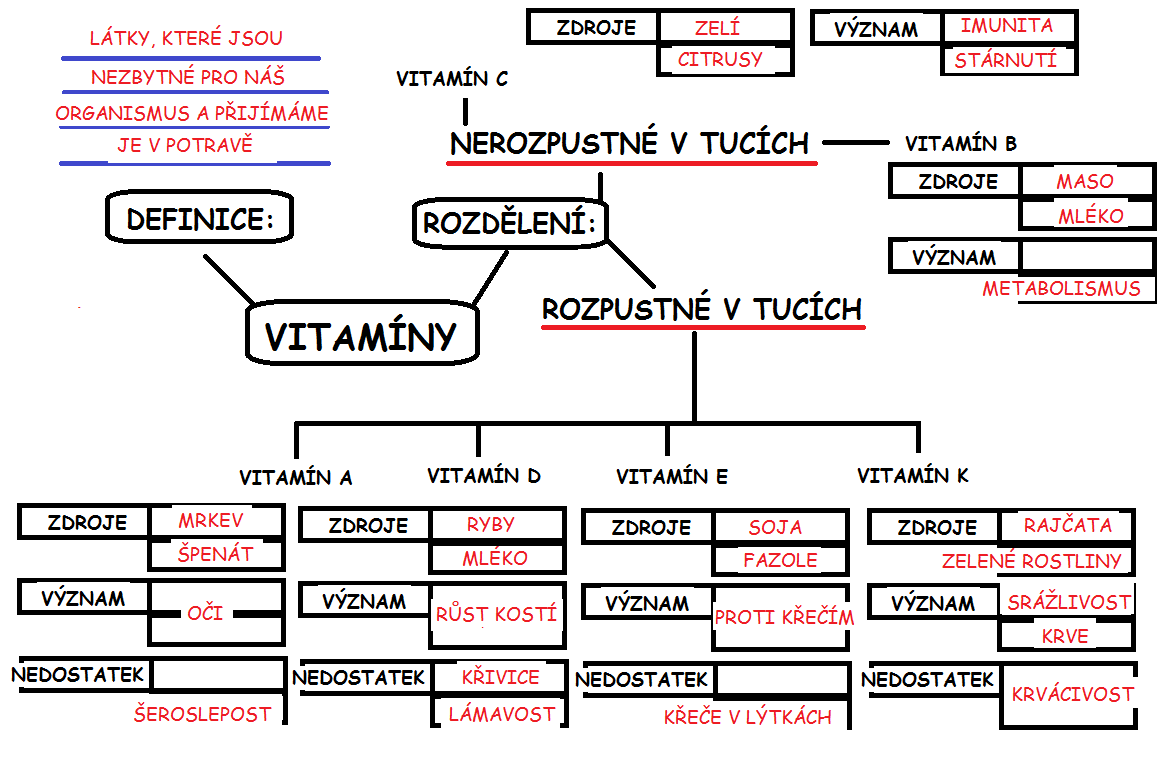 LÁTKY, KTERÉ JSOU
NEZBYTNÉ PRO NÁŠ
ORGANISMUS A PŘIJÍMÁME
JE V POTRAVĚ
ZDROJE ZELÍ
CITRUSY
VÝZNAM IMUNITA
STÁRNUTÍ
VITAMÍN C
NEROZPUSTNÉ V TUCÍCH
VITAMÍN B
ZDROJE MASO
MLÉKO
VÝZNAM
METABOLISMUS
DEFINICE:
ROZDĚLENÍ:
ROZPUSTNÉ V TUCÍCH
VITAMÍNY
VITAMÍN A
ZDROJE MRKEV
ŠPENÁT
VÝZNAM
OČI
NEDOSTATEK
ŠEROSLEPOST
VITAMÍN D
ZDROJE RYBY
MLÉKO
VÝZNAM
RŮST KOSTÍ
NEDOSTATEK KŘIVICE
LÁMAVOST
VITAMÍN E
ZDROJE SOJA
FAZOLE
VÝZNAM
PROTI KŘEČÍM
NEDOSTATEK
KŘEČE V LÝTKÁCH
VITAMÍN K
ZDROJE RAJČATA
ZELENÉ ROSTLINY
VÝZNAM SRÁŽLIVOST
KRVE
NEDOSTATEK
KRVÁCIVOST